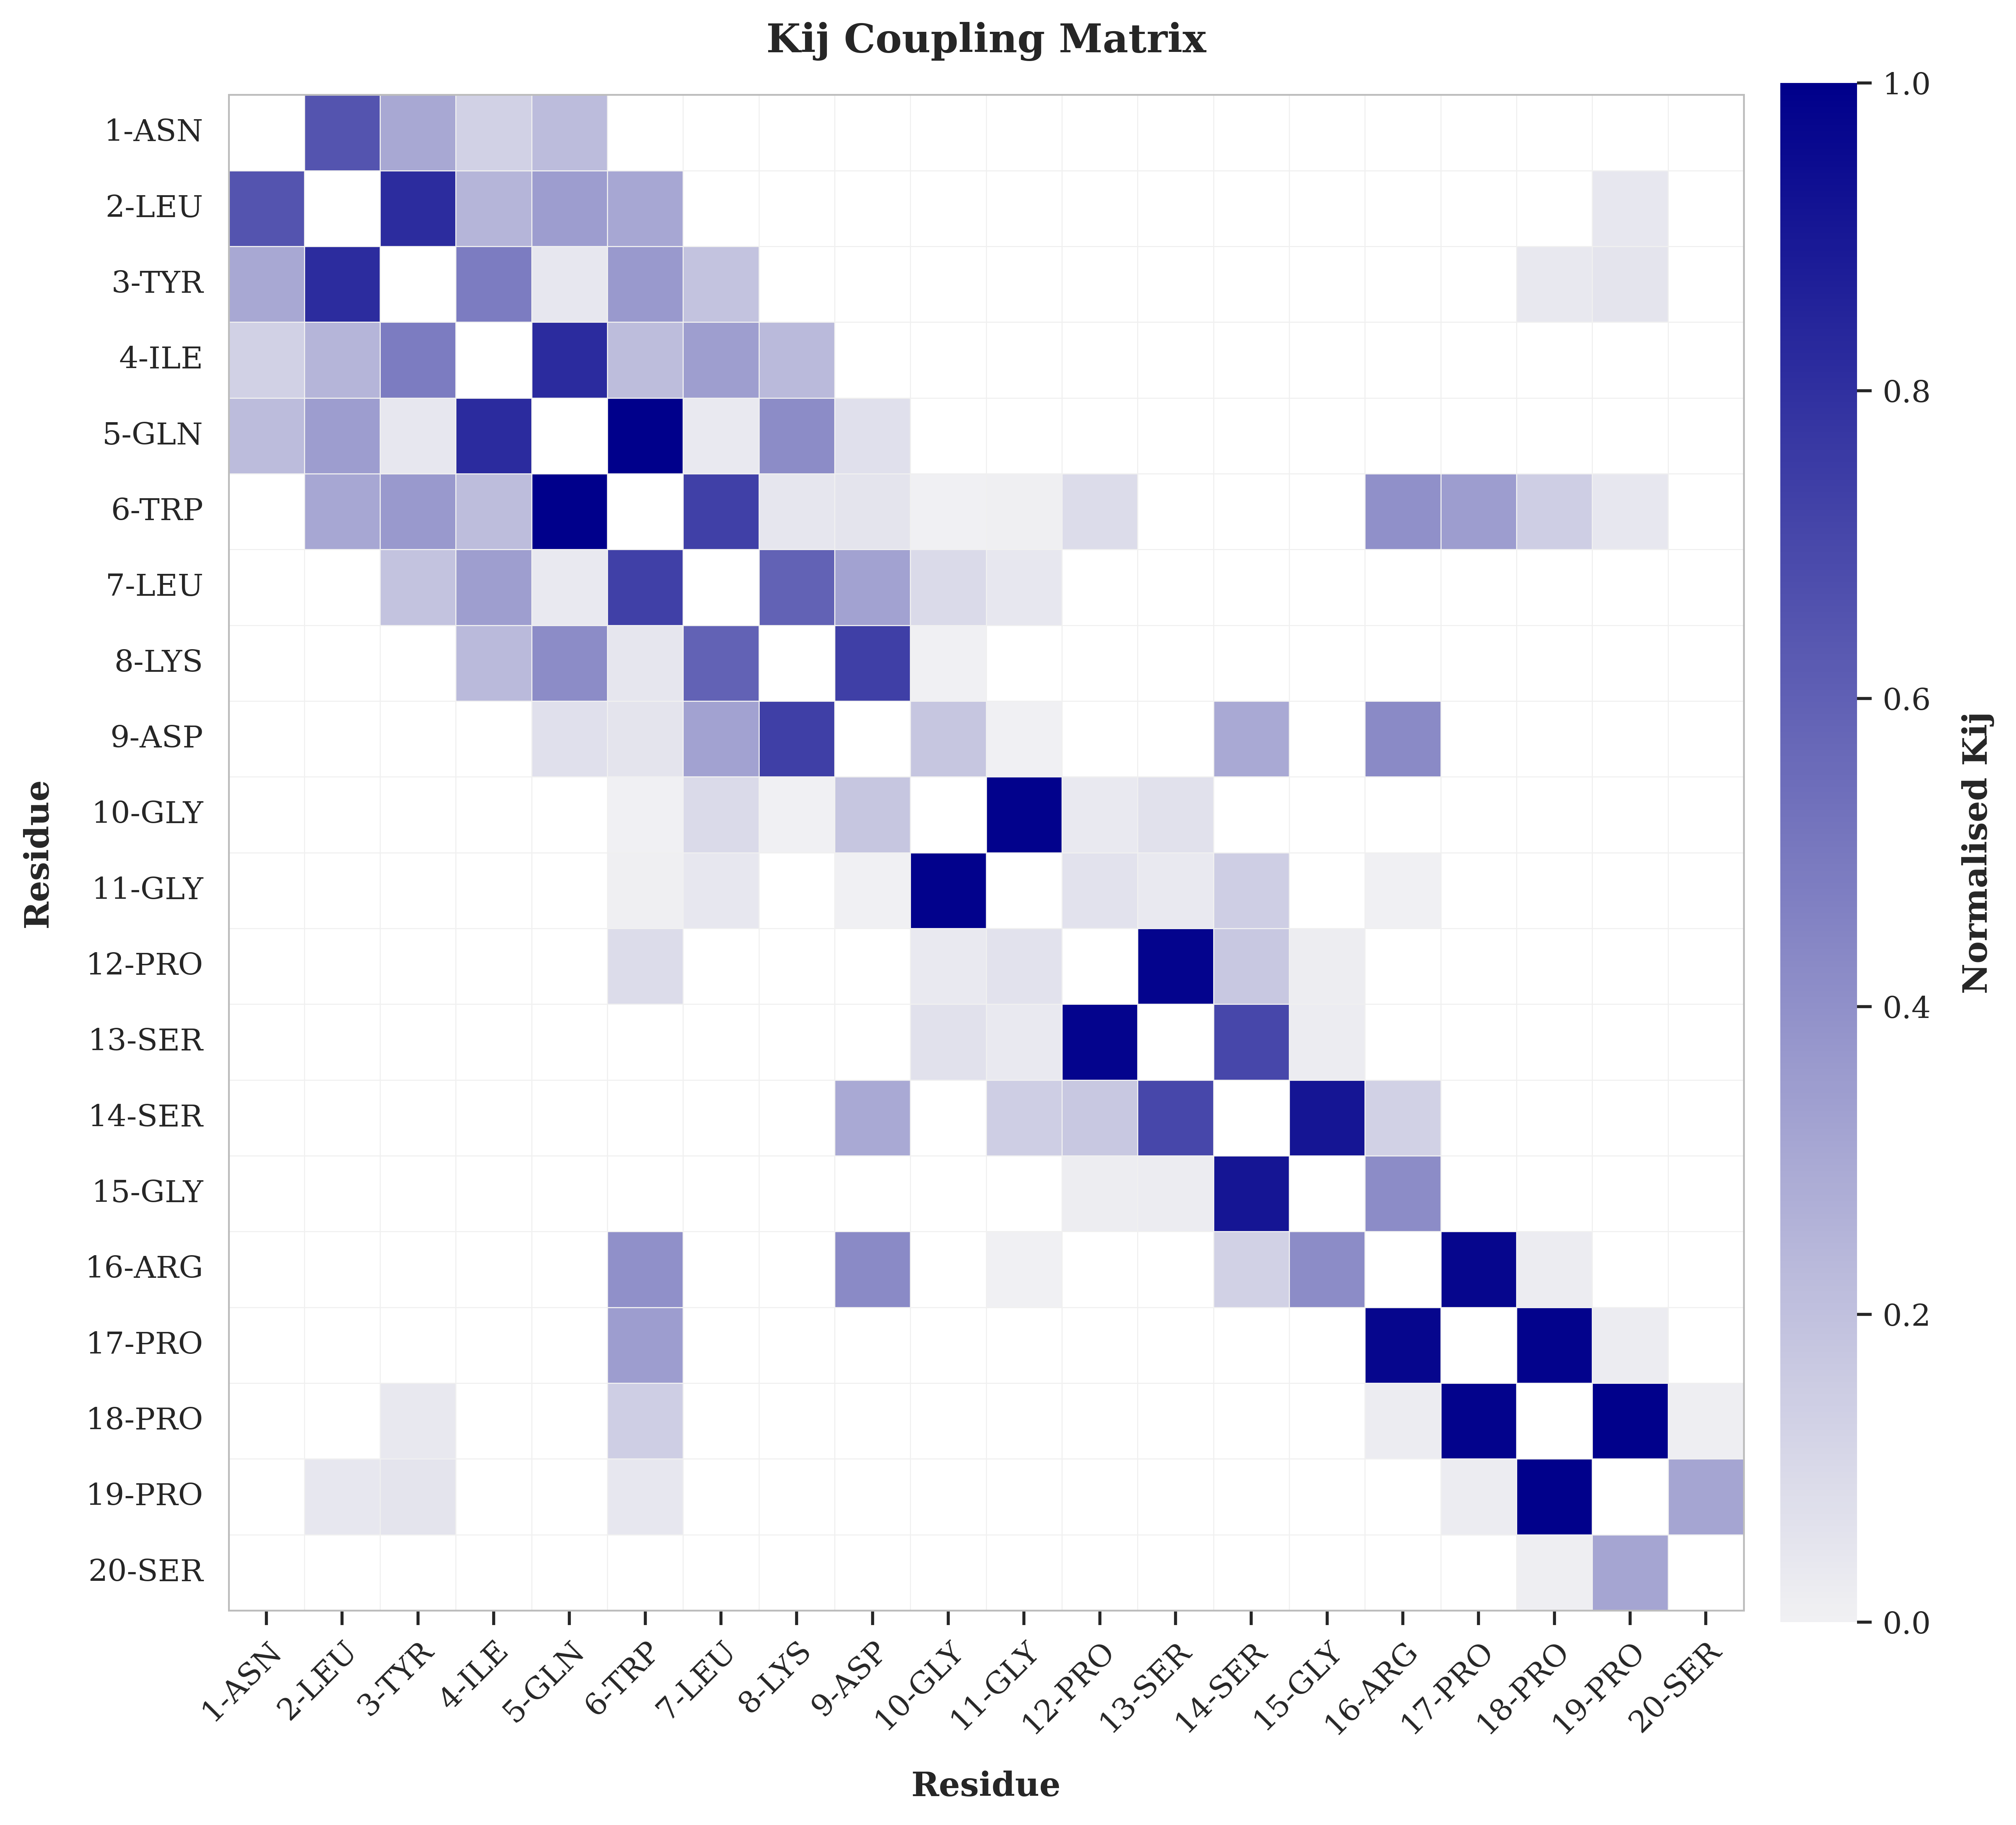 Kij Coupling Matrix
1-ASN
2-LEU
3-TYR
4-ILE
5-GLN
6-TRP
7-LEU
8-LYS
9-ASP
10-GLY
11-GLY
12-PRO
13-SER
14-SER
15-GLY
16-ARG
17-PRO
18-PRO
19-PRO
20-SER
Residue
1-ASN
2-LEU
3-TYR
4-ILE
5-GLN
6-TRP
7-LEU
8-LYS
9-ASP
10-GLY
11-GLY
12-PRO
13-SER
14-SER
15-GLY
16-ARG
17-PRO
18-PRO
19-PRO
20-SER
Residue
1.0
0.8
0.6
0.4
0.2
0.0
Normalised Kij